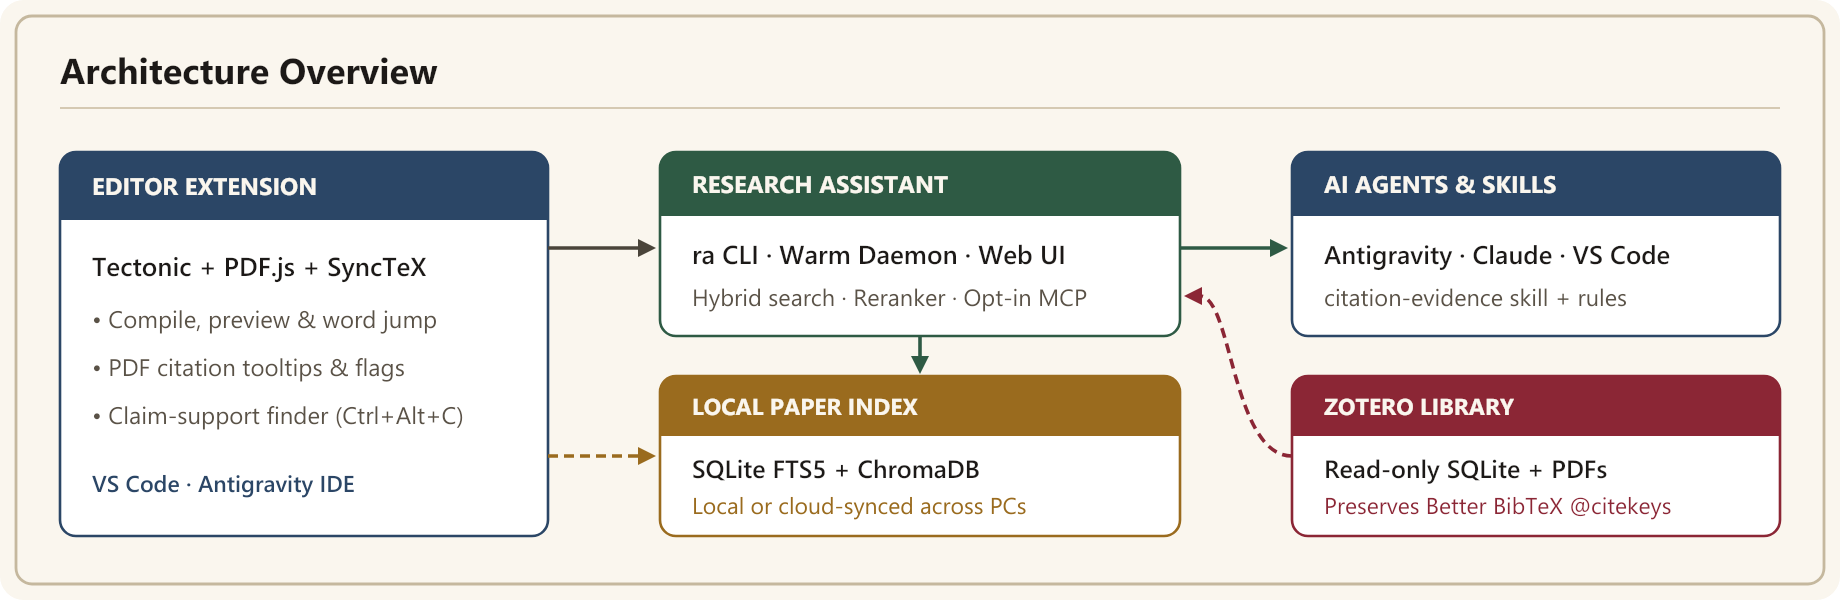 Architecture Overview
EDITOR EXTENSION
Tectonic + PDF.js + SyncTeX
• Compile, preview & word jump
• PDF citation tooltips & flags
• Claim-support finder (Ctrl+Alt+C)
VS Code · Antigravity IDE
RESEARCH ASSISTANT
ra CLI · Warm Daemon · Web UI
Hybrid search · Reranker · Opt-in MCP
LOCAL PAPER INDEX
SQLite FTS5 + ChromaDB
Local or cloud-synced across PCs
AI AGENTS & SKILLS
Antigravity · Claude · VS Code
citation-evidence skill + rules
ZOTERO LIBRARY
Read-only SQLite + PDFs
Preserves Better BibTeX @citekeys